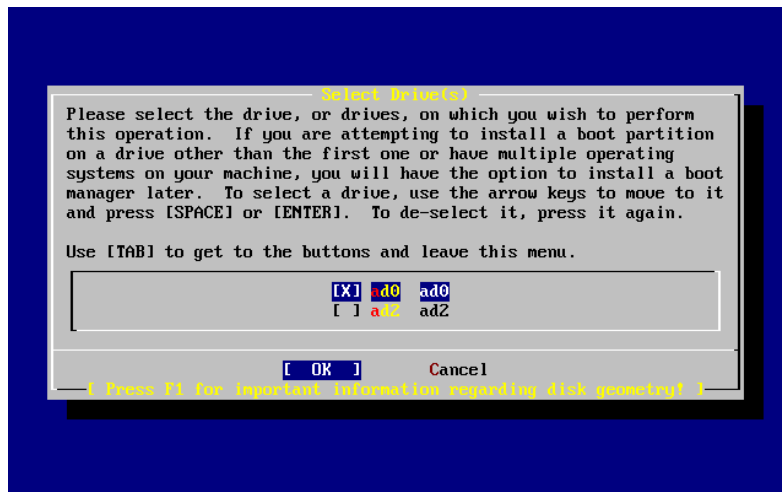 Select Drive(s)
Please select the drive, or drives, on which you wish to perform
this operation.  If you are attempting to install a boot partition
on a drive other than the first one or have multiple operating
systems on your machine, you will have the option to install a boot
manager later.  To select a drive, use the arrow keys to move to it
and press [SPACE] or [ENTER].  To de-select it, press it again.
Use [TAB] to get to the buttons and leave this menu.
[X] ad0  ad0
[ ] ad2  ad2
[  OK  ]  Cancel
[ Press F1 for important information regarding disk geometry! ]